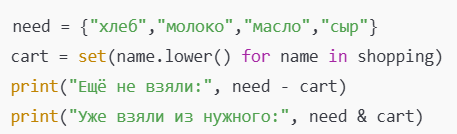 need = {"хлеб","молоко","масло","сыр"}
cart = set(name.lower() for name in shopping)
print("Ещё не взяли:", need - cart)
print("Уже взяли из нужного:", need & cart)